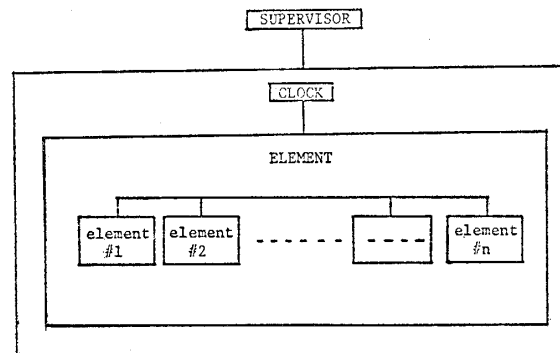 SUPERVISOR
CLOCK
ELEMENT
element #1
element #2
element #n